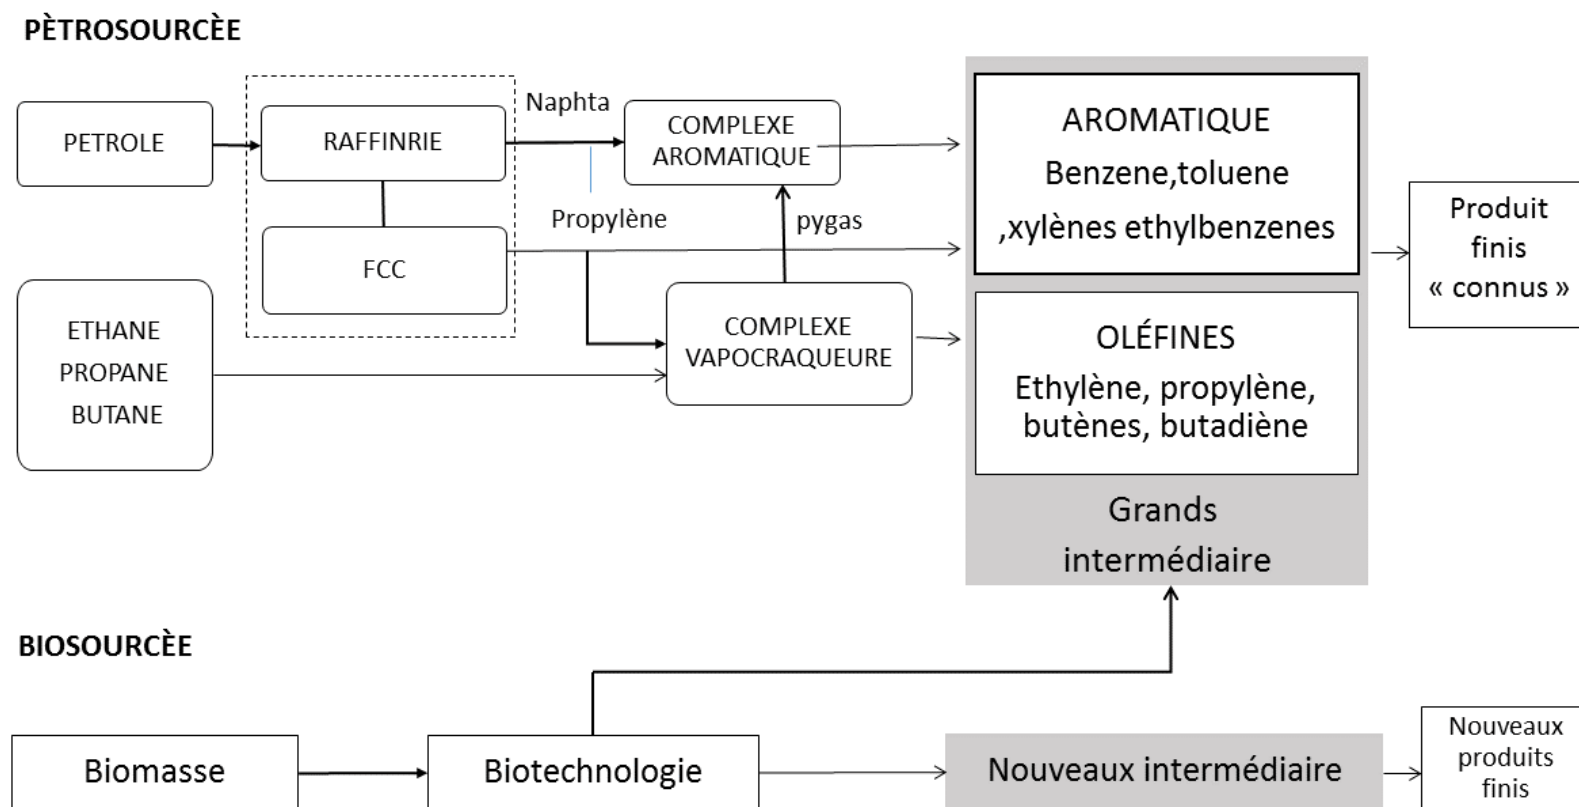 PÈTROSOURCÈE
PETROLE
RAFFINRIE
Naphta
COMPLEXE
AROMATIQUE
Propylène
pygas
FCC
ETHANE
PROPANE
BUTANE
COMPLEXE
VAPOCRAQUEURE
AROMATIQUE
Benzene,toluene
,xylènes ethylbenzenes
OLÉFINES
Ethylène, propylène,
butènes, butadiène
Grands
intermédiaire
Produit
finis
« connus »
BIOSOURCÈE
Biomasse
Biotechnologie
Nouveaux intermédiaire
Nouveaux
produits
finis